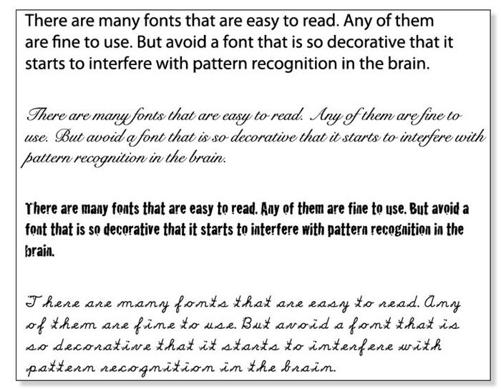 There are many fonts that are easy to read. Any of them
are fine to use. But avoid a font that is so decorative that it
starts to interfere with pattern recognition in the brain.
There are many fonts that are easy to read. Any of them are fine to
use. But avoid a font that is so decorative that it starts to interfere with
pattern recognition in the brain.
There are many fonts that are easy to read. Any of them are fine to use. But avoid a
font that is so decorative that it starts to interfere with pattern recognition in the
brain.
There are many fonts that are easy to read. Any
of them are fine to use. But avoid a font that is
so decorative that it starts to interfere with
pattern recognition in the brain.